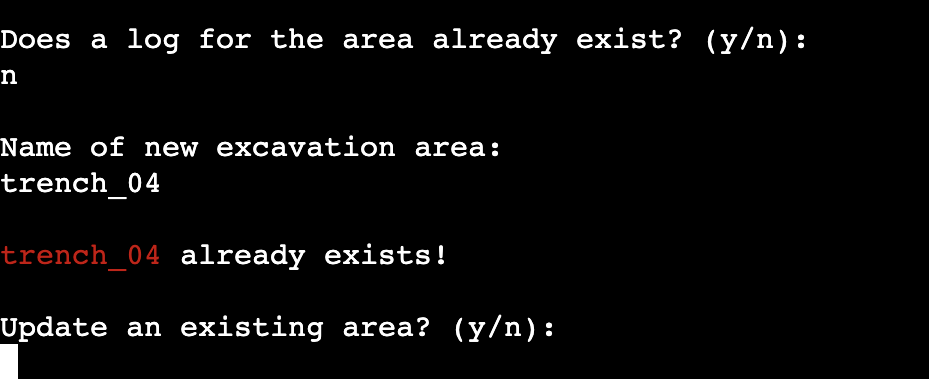 Does a log for the area already exist? (y/n):
n
Name of new excavation area:
trench_04
trench_04 already exists!
Update an existing area? (y/n):